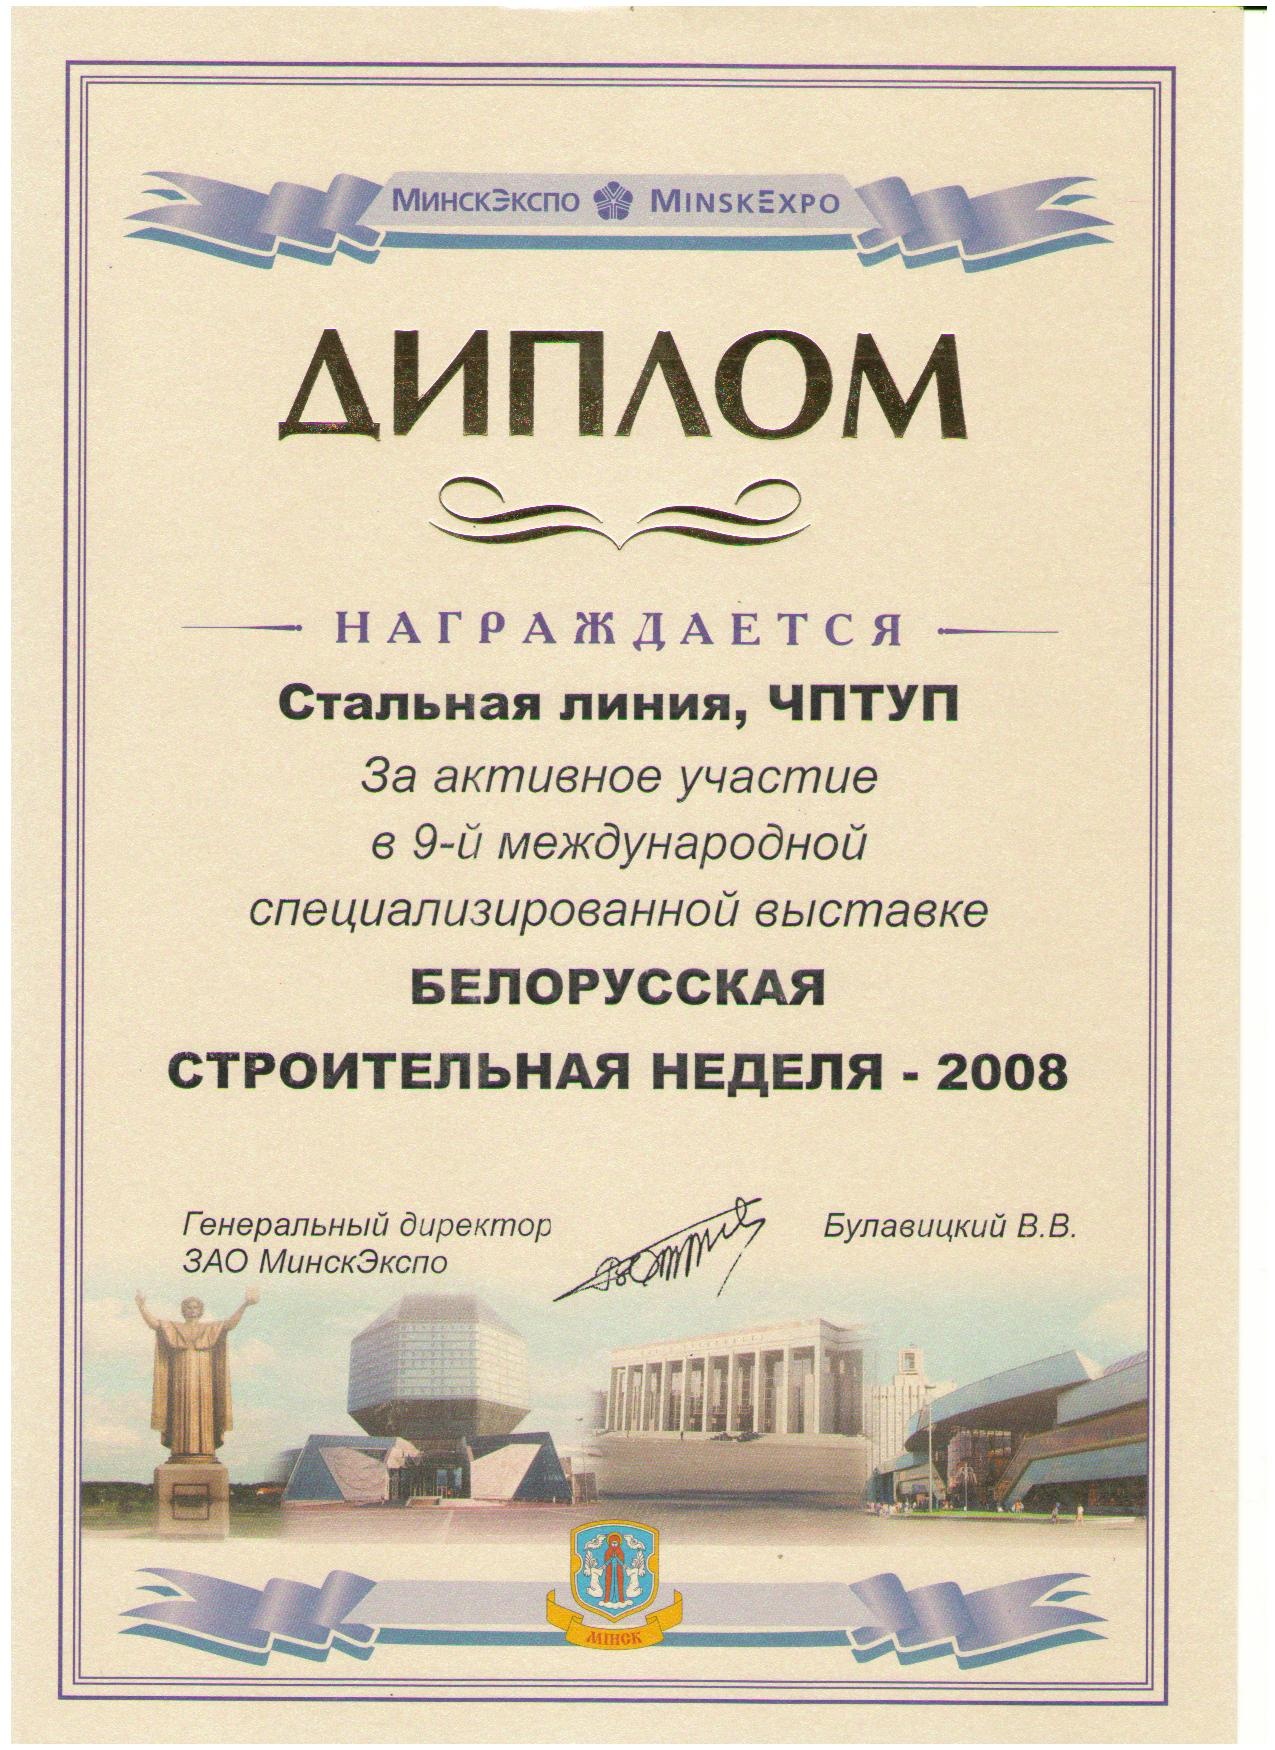 МИНСКЭКСПО MINSKEXPO
ДИПЛОМ
НАГРАЖДАЕТСЯ
Стальная линия, ЧПТУП
За активное участие
в 9-й международной
специализированной выставке
БЕЛОРУССКАЯ
СТРОИТЕЛЬНАЯ НЕДЕЛЯ - 2008
Генеральный директор
ЗАО МинскЭкспо
Булавицкий В.В.
МІНСК